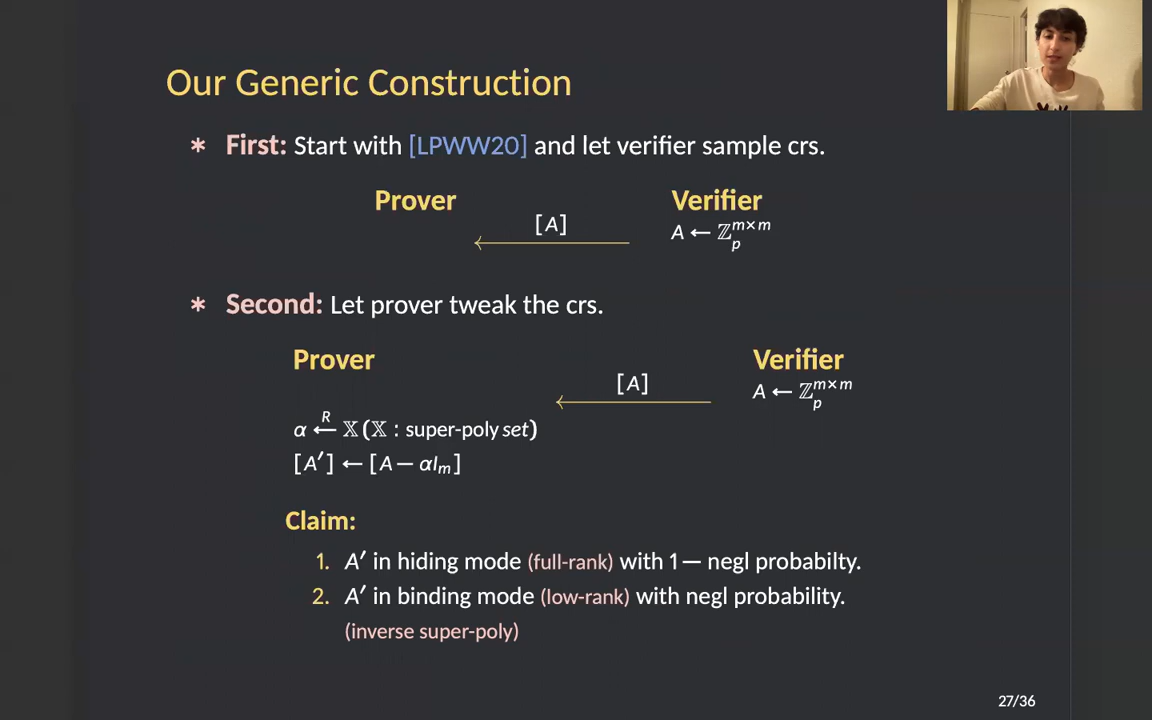 Our Generic Construction
* First: Start with [LPWW20] and let verifier sample crs.
Prover Verifier
[A] A ← ℤ_p^{m×m}
* Second: Let prover tweak the crs.
Prover Verifier
[A] A ← ℤ_p^{m×m}
α ←^R 𝕏 (𝕏 : super-poly set)
[A′] ← [A − αI_m]
Claim:
1. A′ in hiding mode (full-rank) with 1− negl probabilty.
2. A′ in binding mode (low-rank) with negl probability.
(inverse super-poly)
27/36